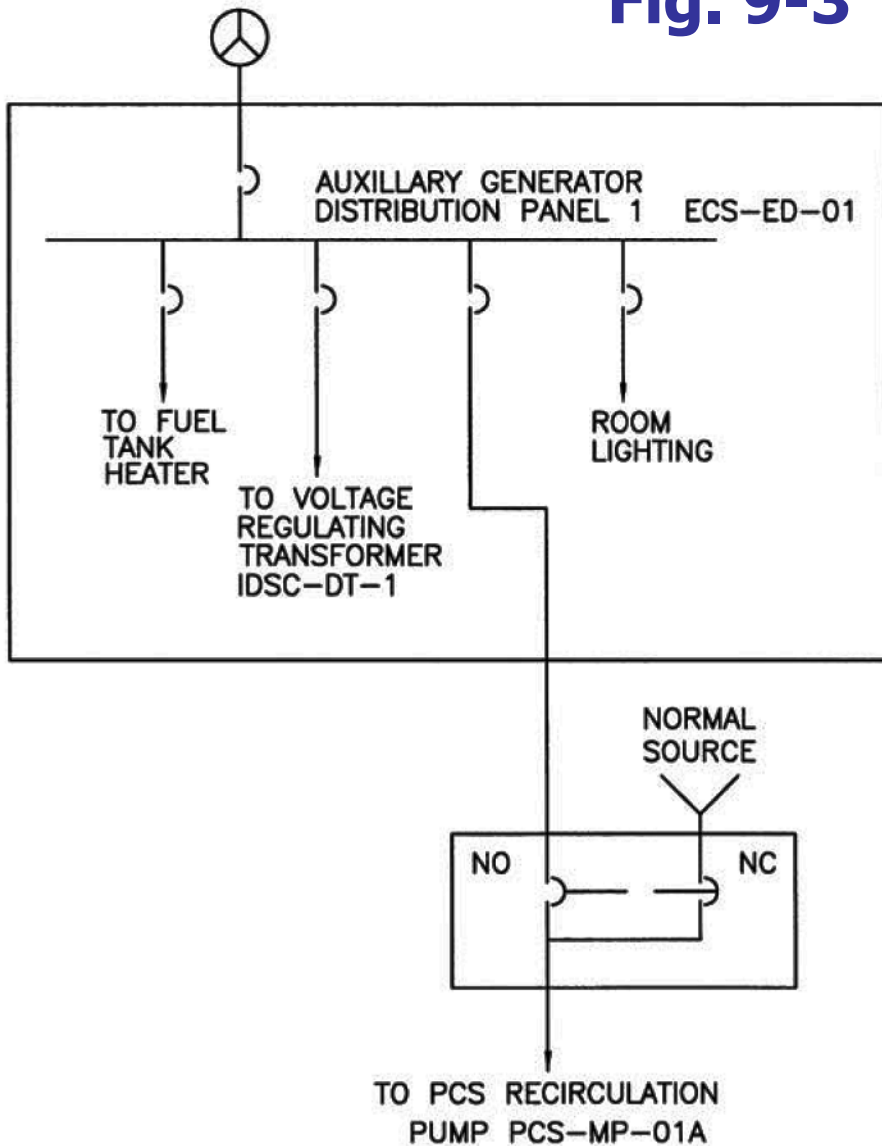 Fig. 9-3
AUXILLARY GENERATOR
DISTRIBUTION PANEL 1 ECS-ED-01
TO FUEL
TANK
HEATER
TO VOLTAGE
REGULATING
TRANSFORMER
IDSC-DT-1
ROOM
LIGHTING
NORMAL
SOURCE
NO NC
TO PCS RECIRCULATION
PUMP PCS-MP-01A